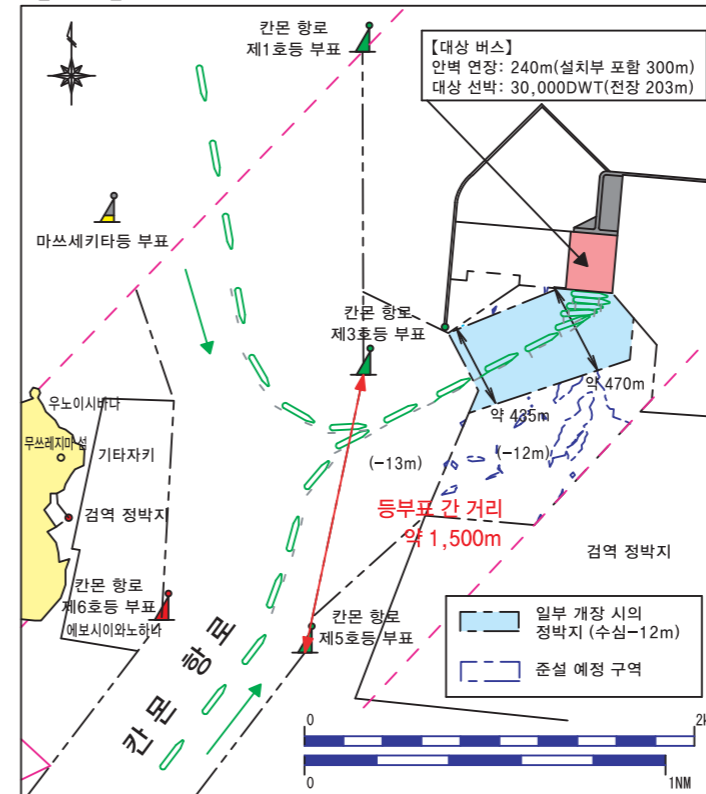 칸몬 항로
제1호등 부표
【대상 버스】
안벽 연장: 240m(설치부 포함 300m)
대상 선박: 30,000DWT(전장 203m)
마쓰세키타등 부표
칸몬 항로
제3호등 부표
약 470m
약 435m
우노이시바나
무쓰레지마 섬
기타자키
(-13m)
(-12m)
등부표 간 거리
약 1,500m
검역 정박지
검역 정박지
칸몬 항로
제6호등 부표
에보시이와노하나
칸몬 항로
제5호등 부표
칸몬 항로
일부 개장 시의
정박지 (수심-12m)
준설 예정 구역
0
0
1NM